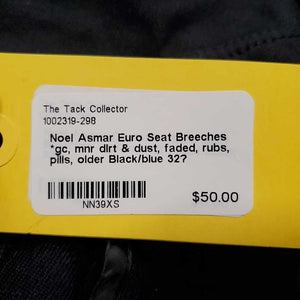 The Tack Collector
1002319-298
Noel Asmar Euro Seat Breeches
*gc, mnr dirt & dust, faded, rubs,
pills, older Black/blue 32?
$50.00
NN39XS